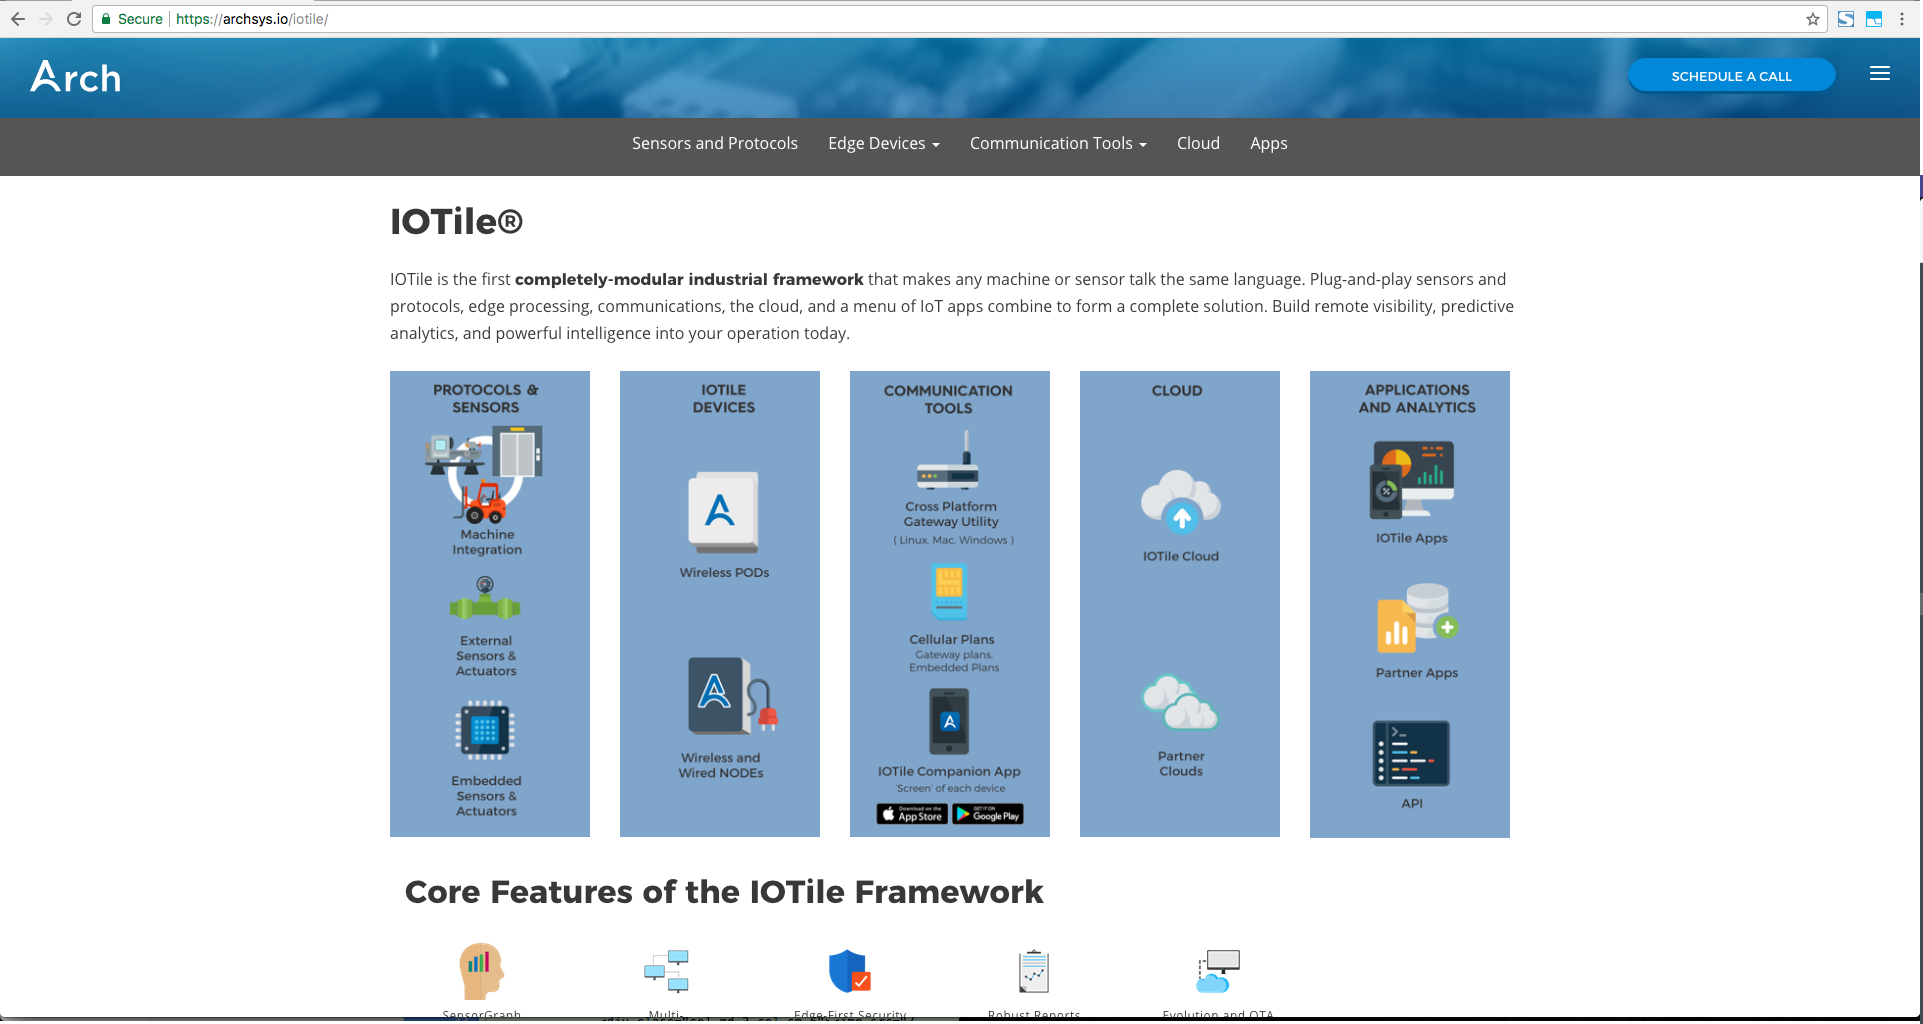 Secure https://archsys.io/iotile/
Arch
SCHEDULE A CALL
Sensors and Protocols Edge Devices Communication Tools Cloud Apps
IOTile®
IOTile is the first completely-modular industrial framework that makes any machine or sensor talk the same language. Plug-and-play sensors and
protocols, edge processing, communications, the cloud, and a menu of IoT apps combine to form a complete solution. Build remote visibility, predictive
analytics, and powerful intelligence into your operation today.
PROTOCOLS &
SENSORS
Machine
Integration
External
Sensors &
Actuators
Embedded
Sensors &
Actuators
IOTILE
DEVICES
A
Wireless PODs
A
Wireless and
Wired NODEs
COMMUNICATION
TOOLS
Cross Platform
Gateway Utility
( Linux, Mac, Windows )
Cellular Plans
Gateway plans,
Embedded Plans
A
IOTile Companion App
'Screen' of each device
Download on the
App Store
GET IT ON
Google Play
CLOUD
IOTile Cloud
Partner
Clouds
APPLICATIONS
AND ANALYTICS
IOTile Apps
Partner Apps
API
Core Features of the IOTile Framework
SensorGraph
Multi-
Edge-First Security
Robust Reports
Evolution and OTA